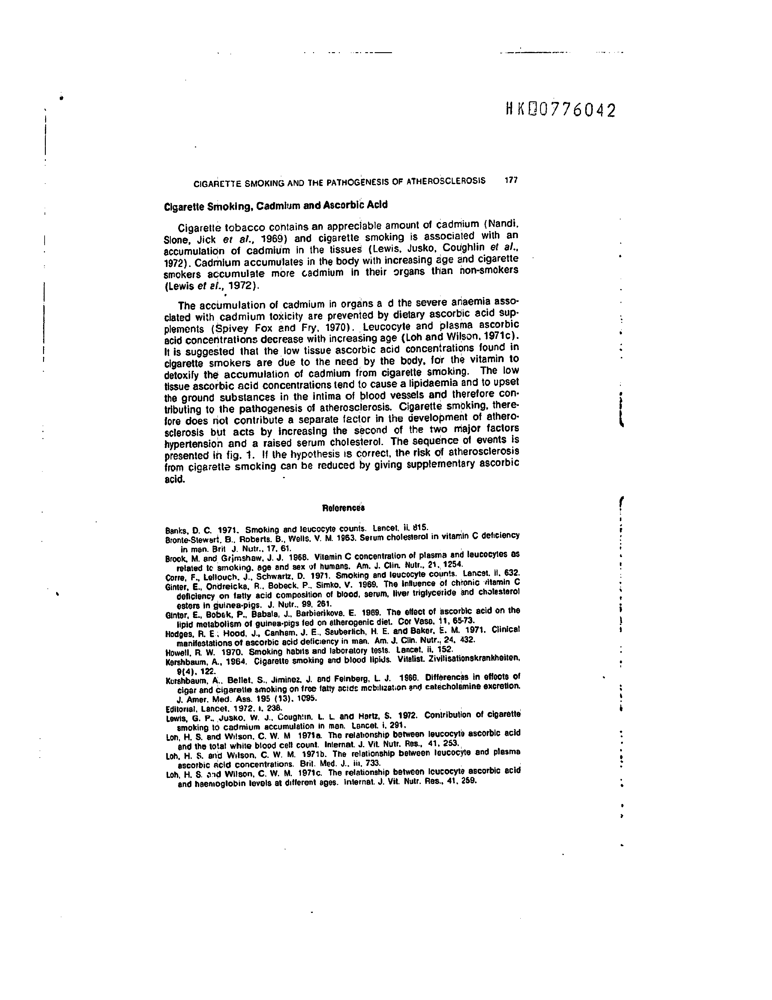 HK00776042
CIGARETTE SMOKING AND THE PATHOGENESIS OF ATHEROSCLEROSIS 177
Cigarette Smoking, Cadmium and Ascorbic Acid
Cigarette tobacco contains an appreciable amount of cadmium (Nandi,
Slone, Jick et al., 1969) and cigarette smoking is associated with an
accumulation of cadmium in the tissues (Lewis, Jusko, Coughlin et al.,
1972). Cadmium accumulates in the body with increasing age and cigarette
smokers accumulate more cadmium in their organs than non-smokers
(Lewis et al., 1972).
The accumulation of cadmium in organs a d the severe anaemia asso-
ciated with cadmium toxicity are prevented by dietary ascorbic acid sup-
plements (Spivey Fox and Fry, 1970). Leucocyte and plasma ascorbic
acid concentrations decrease with increasing age (Loh and Wilson, 1971c).
It is suggested that the low tissue ascorbic acid concentrations found in
cigarette smokers are due to the need by the body, for the vitamin to
detoxify the accumulation of cadmium from cigarette smoking. The low
tissue ascorbic acid concentrations tend to cause a lipidaemia and to upset
the ground substances in the intima of blood vessels and therefore con-
tributing to the pathogenesis of atherosclerosis. Cigarette smoking, there-
fore does not contribute a separate factor in the development of athero-
sclerosis but acts by increasing the second of the two major factors
hypertension and a raised serum cholesterol. The sequence of events is
presented in fig. 1. If the hypothesis is correct, the risk of atherosclerosis
from cigarette smoking can be reduced by giving supplementary ascorbic
acid.
References
Banks, D. C. 1971. Smoking and leucocyte counts. Lancet, ii, 815.
Bronte-Stewart, B., Roberts. B., Wells, V. M. 1963. Serum cholesterol in vitamin C deficiency
in man. Brit J. Nutr., 17, 61.
Brook, M. and Grimshaw, J. J. 1968. Vitamin C concentration of plasma and leucocytes as
related to smoking, age and sex of humans. Am. J. Clin. Nutr., 21, 1254.
Corre, F., Lellouch, J., Schwartz, D. 1971. Smoking and leucocyte counts. Lancet, ii, 632.
Ginter, E., Ondreicka, R., Bobeck, P., Simko, V. 1969. The influence of chronic vitamin C
deficiency on fatty acid composition of blood, serum, liver triglyceride and cholesterol
esters in guinea-pigs. J. Nutr., 99, 261.
Ginter, E., Bobek, P., Babala, J., Barbierikova, E. 1969. The effect of ascorbic acid on the
lipid metabolism of guinea-pigs fed on atherogenic diet. Cor Vasa, 11, 65-73.
Hodges, R. E., Hood, J., Canham, J. E., Sauberlich, H. E. and Baker, E. M. 1971. Clinical
manifestations of ascorbic acid deficiency in man. Am. J. Clin. Nutr., 24, 432.
Howell, R. W. 1970. Smoking habits and laboratory tests. Lancet, ii, 152.
Kershbaum, A., 1964. Cigarette smoking and blood lipids. Vitalist. Zivilisationskrankheiten,
9(4), 122.
Kershbaum, A., Bellet, S., Jiminez, J. and Feinberg, L. J. 1966. Differences in effects of
cigar and cigarette smoking on free fatty acids mobilization and catecholamine excretion.
J. Amer. Med. Ass. 195 (13), 1095.
Editorial, Lancet, 1972, i, 238.
Lewis, G. P., Jusko, W. J., Coughlin, L. L. and Hartz, S. 1972. Contribution of cigarette
smoking to cadmium accumulation in man. Lancet, i, 291.
Loh, H. S. and Wilson, C. W. M 1971a. The relationship between leucocyte ascorbic acid
and the total white blood cell count. Internat. J. Vit. Nutr. Res., 41, 253.
Loh, H. S. and Wilson, C. W. M. 1971b. The relationship between leucocyte and plasma
ascorbic acid concentrations. Brit. Med. J., iii, 733.
Loh, H. S. and Wilson, C. W. M. 1971c. The relationship between leucocyte ascorbic acid
and haemoglobin levels at different ages. Internat. J. Vit. Nutr. Res., 41, 259.